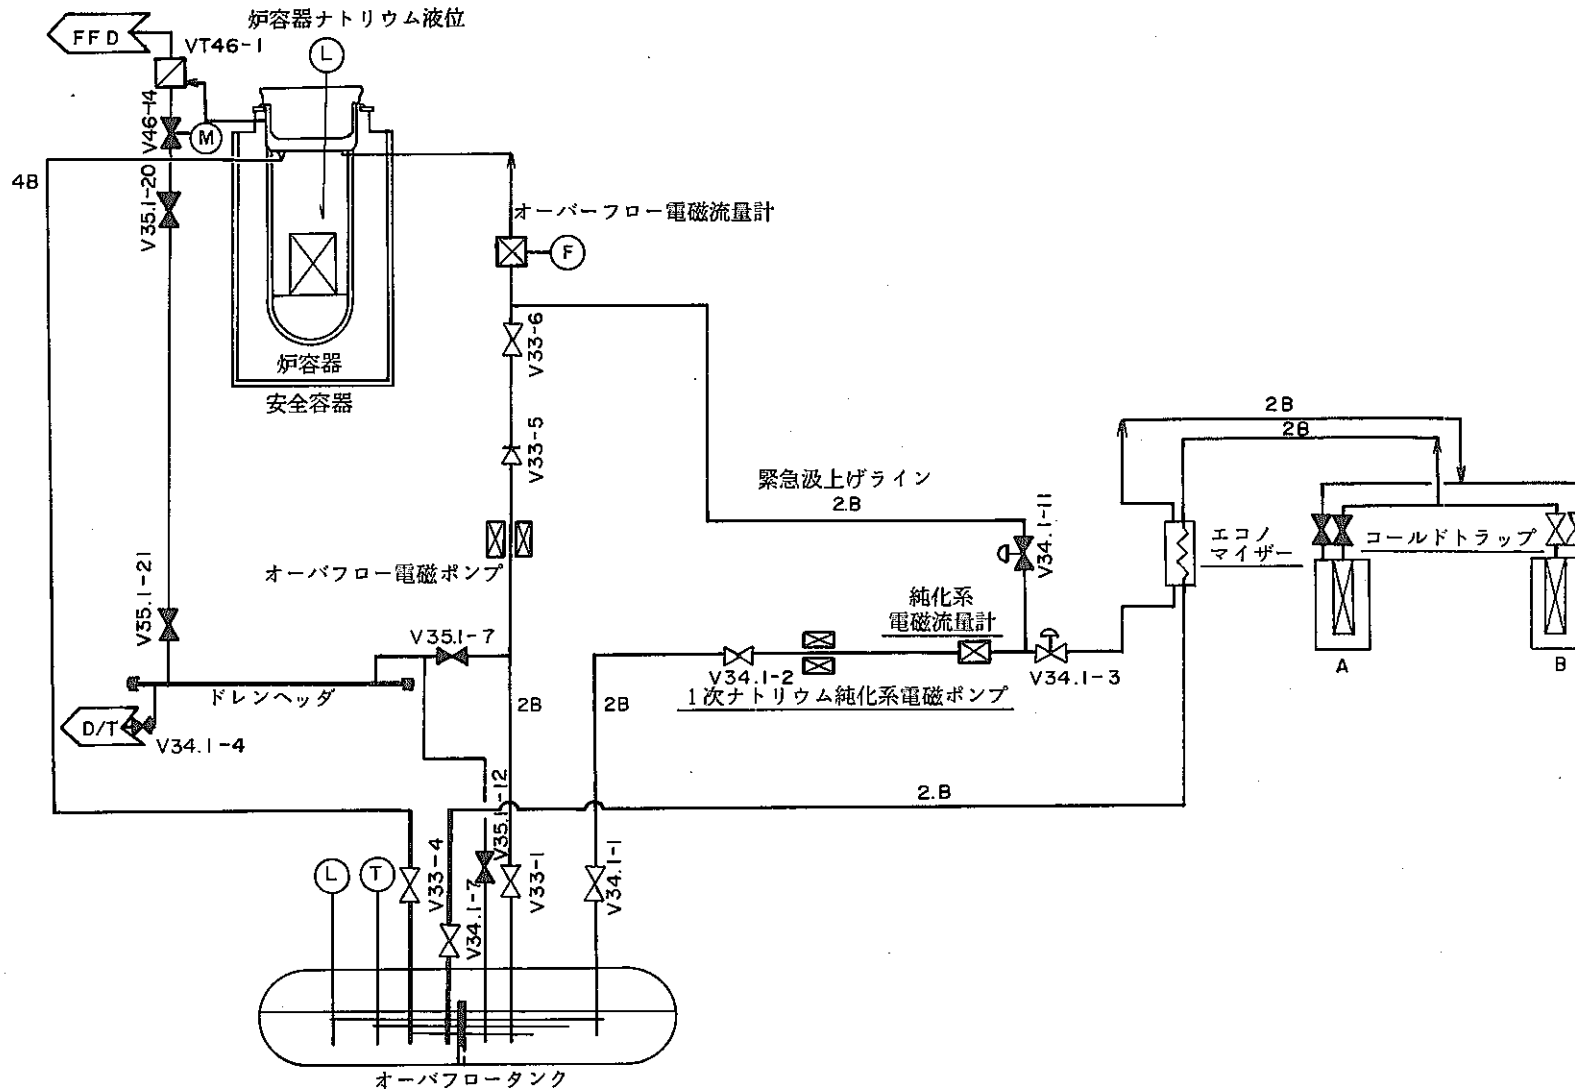 炉容器ナトリウム液位
FFD
VT46-1
L
V46-14
M
4B
V35.1-20
オーバーフロー電磁流量計
F
V33-6
炉容器
安全容器
2B
2B
V33-5
緊急汲上げライン
2.B
V34.1-11
エコノ
マイザー
コールドトラップ
オーバフロー電磁ポンプ
V35.1-21
純化系
電磁流量計
V35.1-7
V34.1-2
V34.1-3
A
B
ドレンヘッダ
1次ナトリウム純化系電磁ポンプ
2B
2B
D/T
V34.1-4
V35.1-12
2.B
L
T
V33-4
V34.1-7
V33-1
V34.1-1
オーバフロータンク